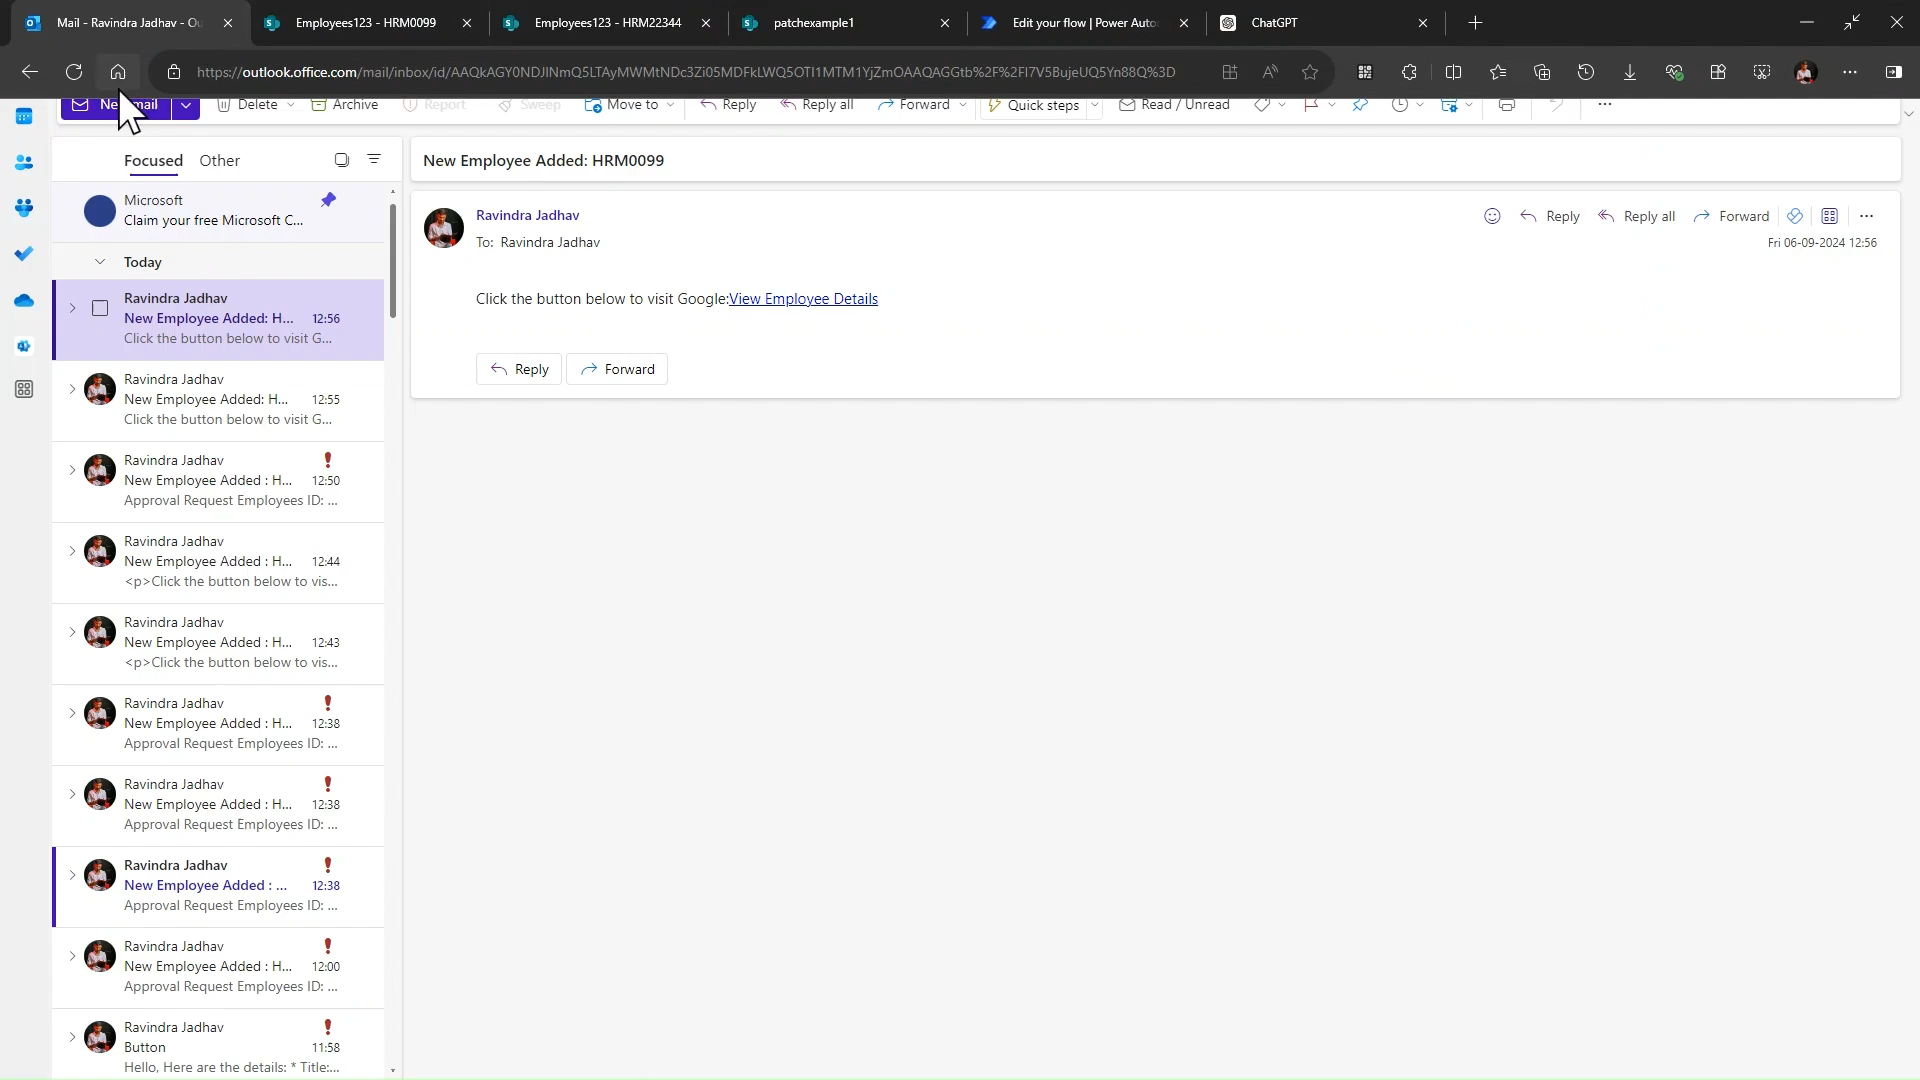 Mail - Ravindra Jadhav - Ou
Employees123 - HRM0099
Employees123 - HRM22344
patchexample1
Edit your flow | Power Auto
ChatGPT
https://outlook.office.com/mail/inbox/id/AAQkAGY0NDJlNmQ5LTAyMWMtNDc3Zi05MDFkLWQ5OTI1MTM1YjZmOAAQAGGtb%2F%2FI7V5BujeUQ5Yn88Q%3D
New mail
Delete
Archive
Report
Sweep
Move to
Reply
Reply all
Forward
Quick steps
Read / Unread
Focused
Other
Microsoft
Claim your free Microsoft C...
Today
Ravindra Jadhav
New Employee Added: H... 12:56
Click the button below to visit G...
Ravindra Jadhav
New Employee Added: H... 12:55
Click the button below to visit G...
Ravindra Jadhav
New Employee Added : H... 12:50
Approval Request Employees ID: ...
Ravindra Jadhav
New Employee Added : H... 12:44
<p>Click the button below to vis...
Ravindra Jadhav
New Employee Added : H... 12:43
<p>Click the button below to vis...
Ravindra Jadhav
New Employee Added : H... 12:38
Approval Request Employees ID: ...
Ravindra Jadhav
New Employee Added : H... 12:38
Approval Request Employees ID: ...
Ravindra Jadhav
New Employee Added : ... 12:38
Approval Request Employees ID: ...
Ravindra Jadhav
New Employee Added : H... 12:00
Approval Request Employees ID: ...
Ravindra Jadhav
Button 11:58
Hello, Here are the details: * Title:...
New Employee Added: HRM0099
Ravindra Jadhav
To: Ravindra Jadhav
Reply
Reply all
Forward
Fri 06-09-2024 12:56
Click the button below to visit Google:View Employee Details
Reply
Forward